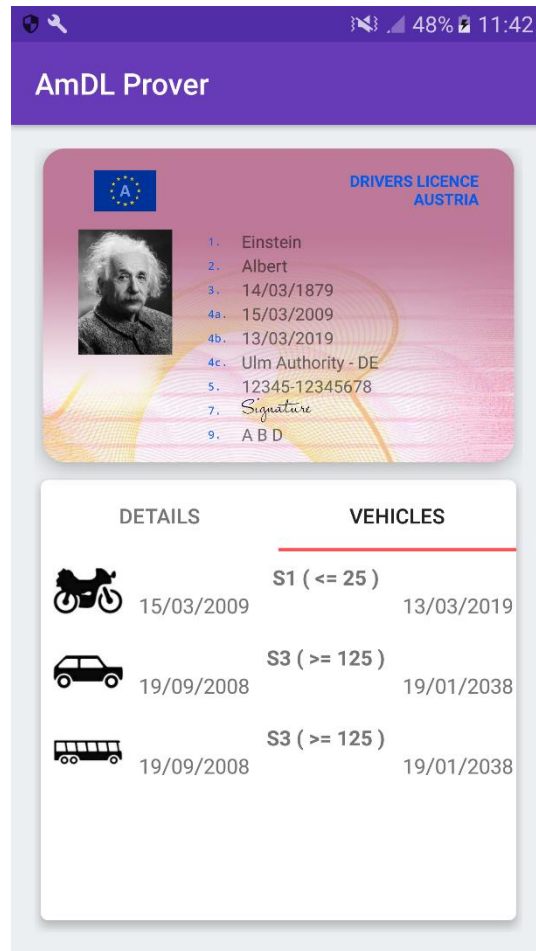 48% 11:42
AmDL Prover
A
DRIVERS LICENCE
AUSTRIA
1. Einstein
2. Albert
3. 14/03/1879
4a. 15/03/2009
4b. 13/03/2019
4c. Ulm Authority - DE
5. 12345-12345678
7. Signature
9. A B D
DETAILS VEHICLES
S1 ( <= 25 )
15/03/2009 13/03/2019
S3 ( >= 125 )
19/09/2008 19/01/2038
S3 ( >= 125 )
19/09/2008 19/01/2038